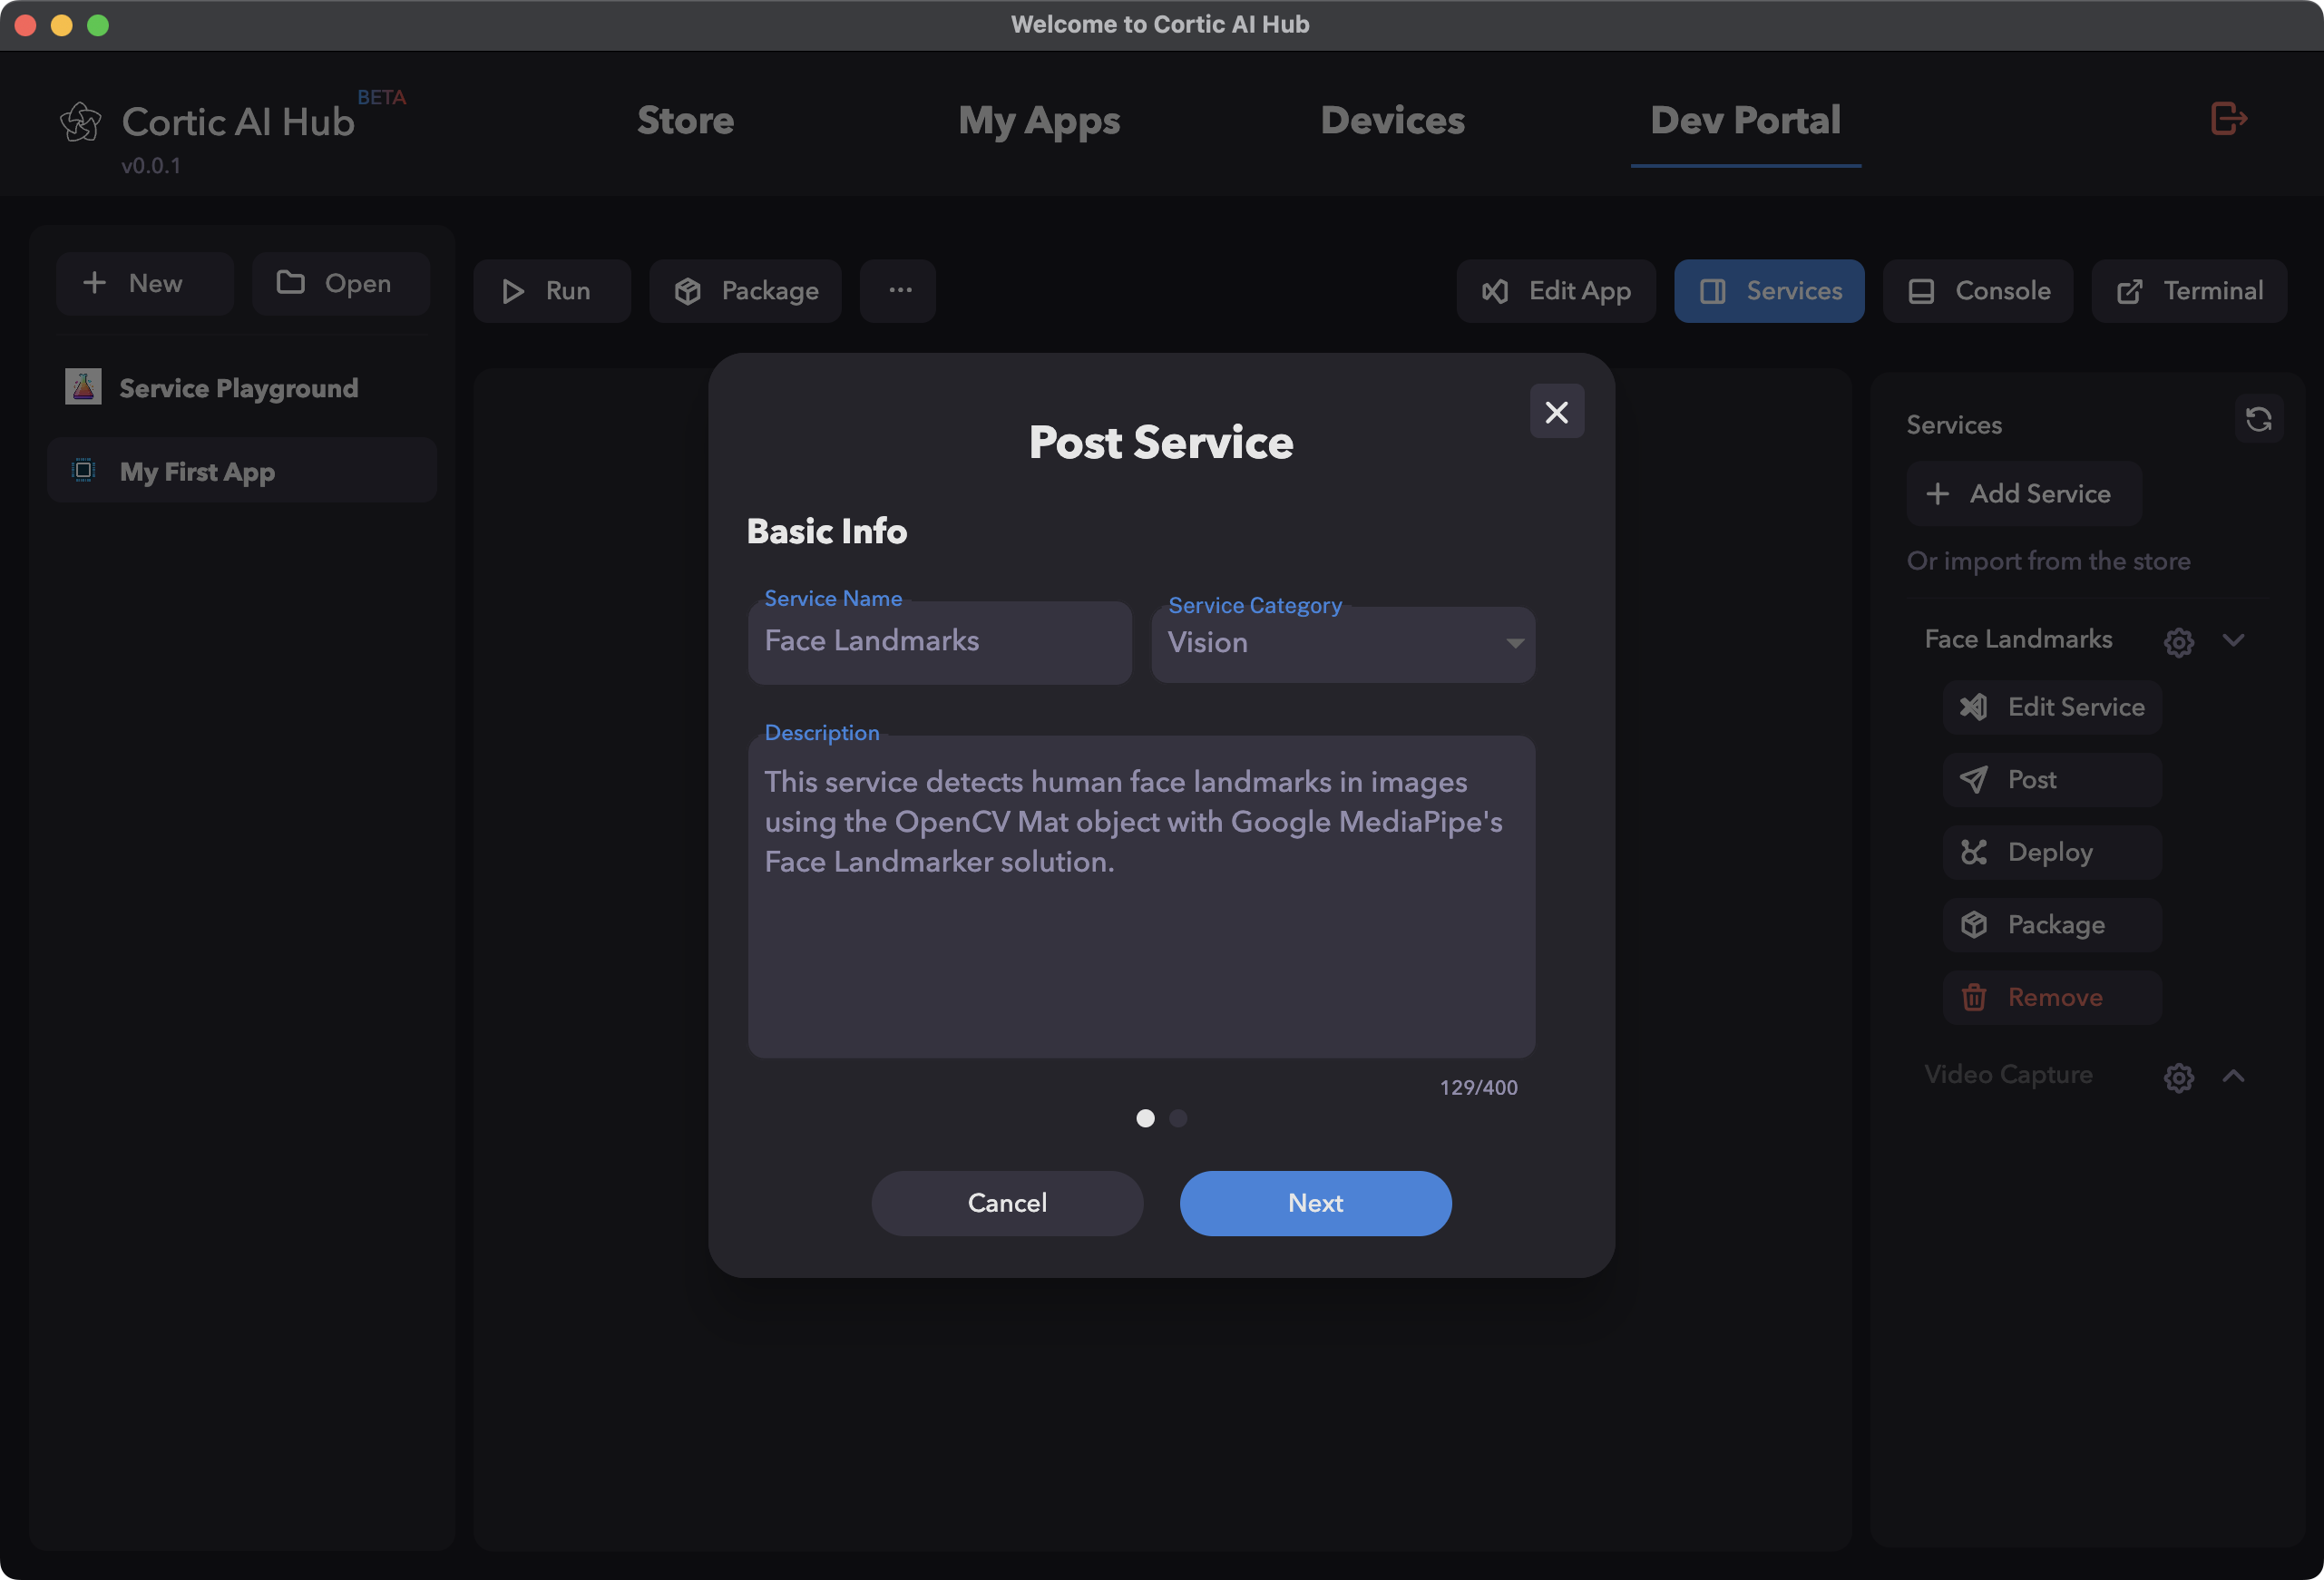 Welcome to Cortic AI Hub
Cortic AI Hub BETA
v0.0.1
Store
My Apps
Devices
Dev Portal
New
Open
Service Playground
My First App
Run
Package
...
Edit App
Services
Console
Terminal
Post Service
Basic Info
Service Name
Face Landmarks
Service Category
Vision
Description
This service detects human face landmarks in images
using the OpenCV Mat object with Google MediaPipe's
Face Landmarker solution.
129/400
Cancel
Next
Services
Add Service
Or import from the store
Face Landmarks
Edit Service
Post
Deploy
Package
Remove
Video Capture